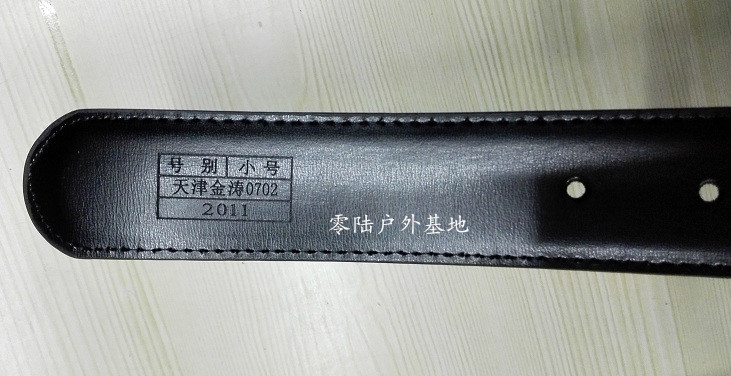 号 别 小 号
天津金涛0702
2011
零陆户外基地